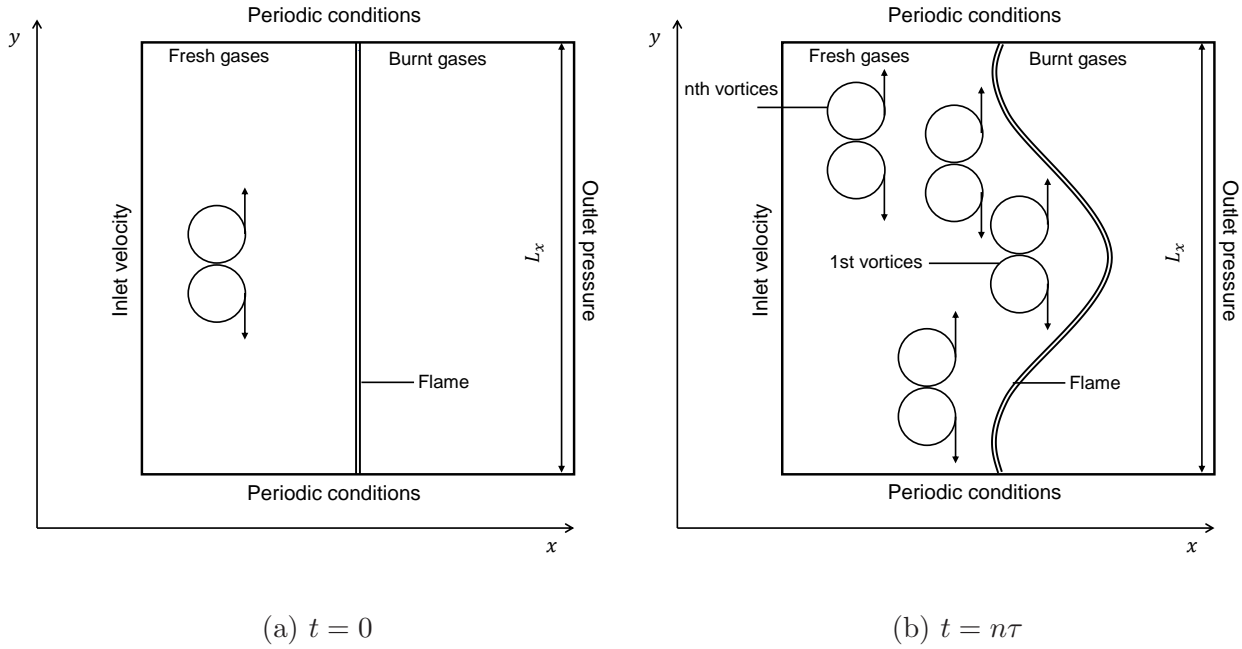 Periodic conditions
y
Fresh gases
Burnt gases
Inlet velocity
L_x
Outlet pressure
Flame
Periodic conditions
x
(a) t = 0
Periodic conditions
y
Fresh gases
Burnt gases
nth vortices
Inlet velocity
1st vortices
L_x
Outlet pressure
Flame
Periodic conditions
x
(b) t = nτ